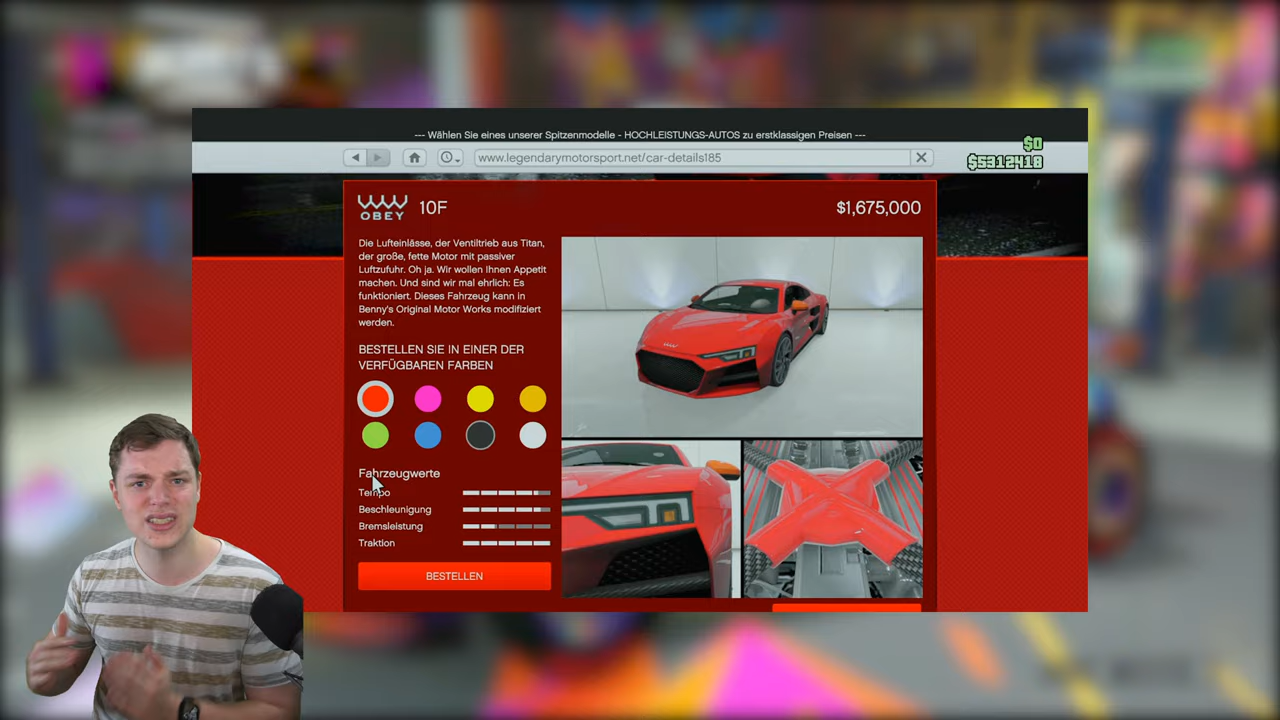 --- Wählen Sie eines unserer Spitzenmodelle - HOCHLEISTUNGS-AUTOS zu erstklassigen Preisen ---
www.legendarymotorsport.net/car-details185
$0
$5312418
OBEY
10F
$1,675,000
Die Lufteinlässe, der Ventiltrieb aus Titan,
der große, fette Motor mit passiver
Luftzufuhr. Oh ja. Wir wollen Ihnen Appetit
machen. Und sind wir mal ehrlich: Es
funktioniert. Dieses Fahrzeug kann in
Benny's Original Motor Works modifiziert
werden.
BESTELLEN SIE IN EINER DER
VERFÜGBAREN FARBEN
Fahrzeugwerte
Tempo
Beschleunigung
Bremsleistung
Traktion
BESTELLEN